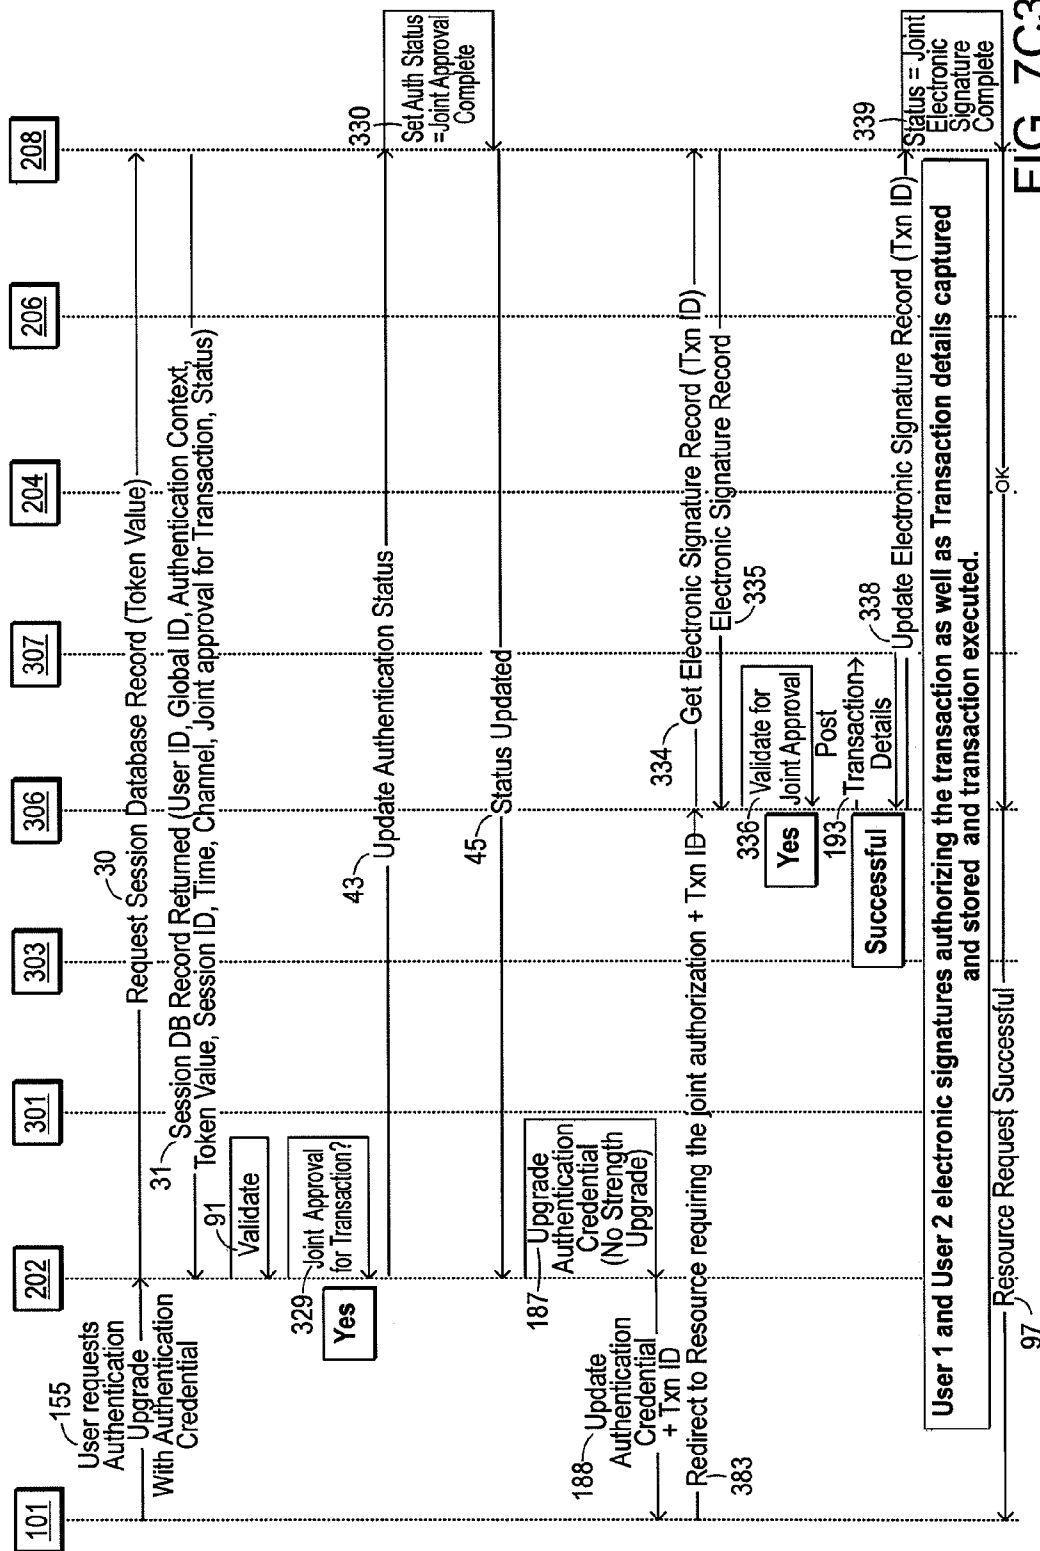 101
202
301
303
306
307
204
206
208
155
User requests
Authentication
Upgrade
With Authentication
Credential
30
Request Session Database Record (Token Value)
31
Session DB Record Returned (User ID, Global ID, Authentication Context,
Token Value, Session ID, Time, Channel, Joint approval for Transaction, Status)
91
Validate
329
Joint Approval
for Transaction?
Yes
43
Update Authentication Status
330
Set Auth Status
=Joint Approval
Complete
45
Status Updated
187
Upgrade
Authentication
Credential
(No Strength
Upgrade)
188
Update
Authentication
Credential
+ Txn ID
Redirect to Resource requiring the joint authorization + Txn ID
383
334
Get Electronic Signature Record (Txn ID)
Electronic Signature Record
335
336
Validate for
Joint Approval
Yes
Post
193
Transaction
Details
Successful
338
Update Electronic Signature Record (Txn ID)
339
Status = Joint
Electronic
Signature
Complete
User 1 and User 2 electronic signatures authorizing the transaction as well as Transaction details captured
and stored and transaction executed.
OK
Resource Request Successful
97
FIG. 7C3